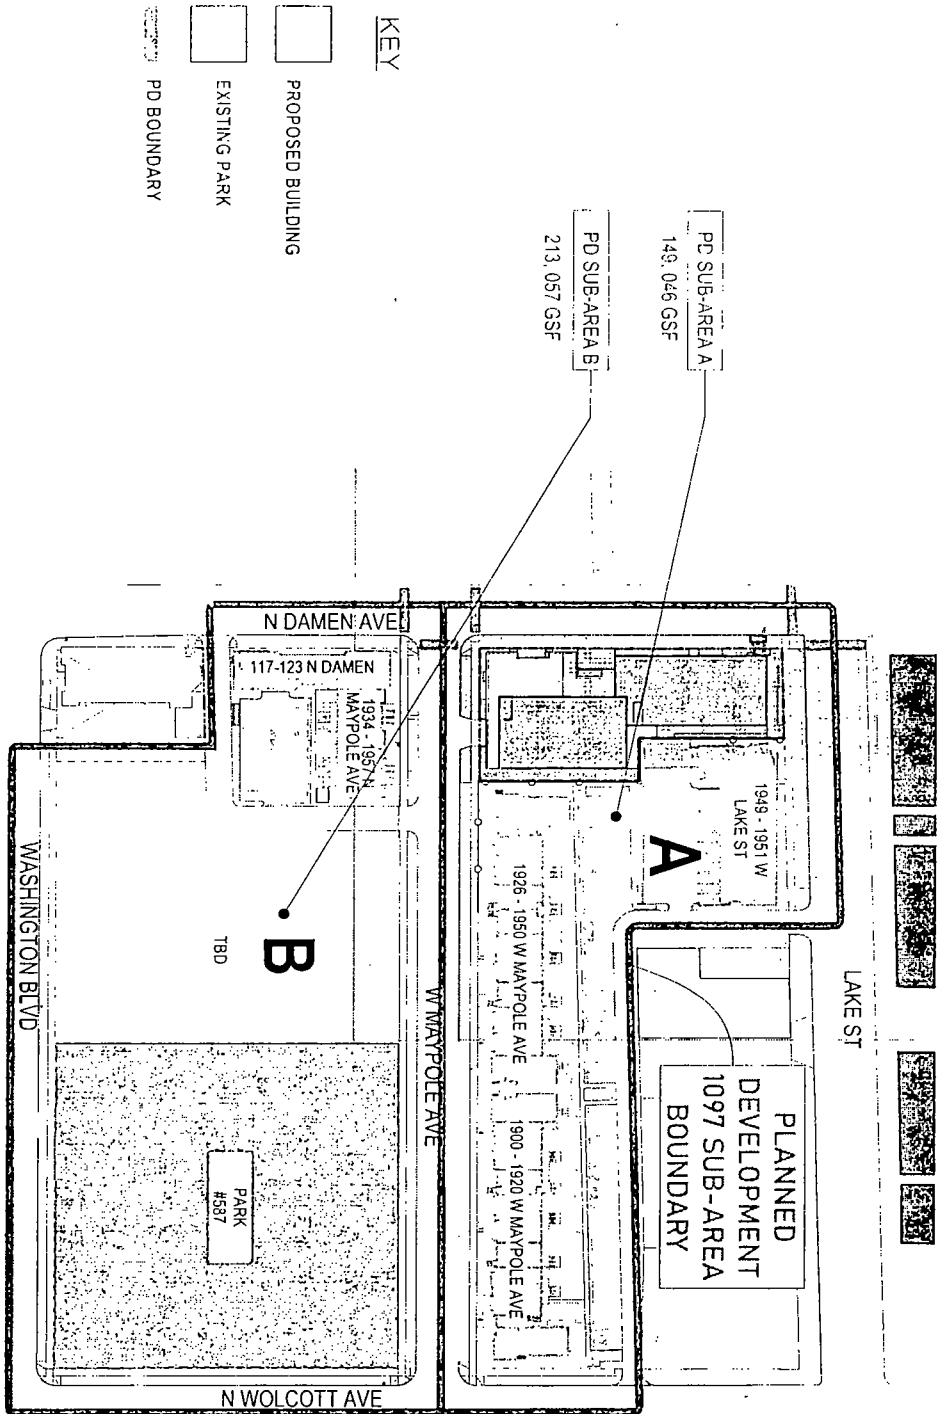 KEY
PROPOSED BUILDING
EXISTING PARK
PD BOUNDARY
PD SUB-AREA A
149,046 GSF
PD SUB-AREA B
213,057 GSF
N DAMEN AVE
117-123 N DAMEN
1934 - 1957 N
MAYPOLE AVE
1949 - 1951 W
LAKE ST
A
LAKE ST
1926 - 1950 W MAYPOLE AVE
1900 - 1920 W MAYPOLE AVE
PLANNED
DEVELOPMENT
1097 SUB-AREA
BOUNDARY
W MAYPOLE AVE
B
TBD
WASHINGTON BLVD
PARK
#587
N WOLCOTT AVE